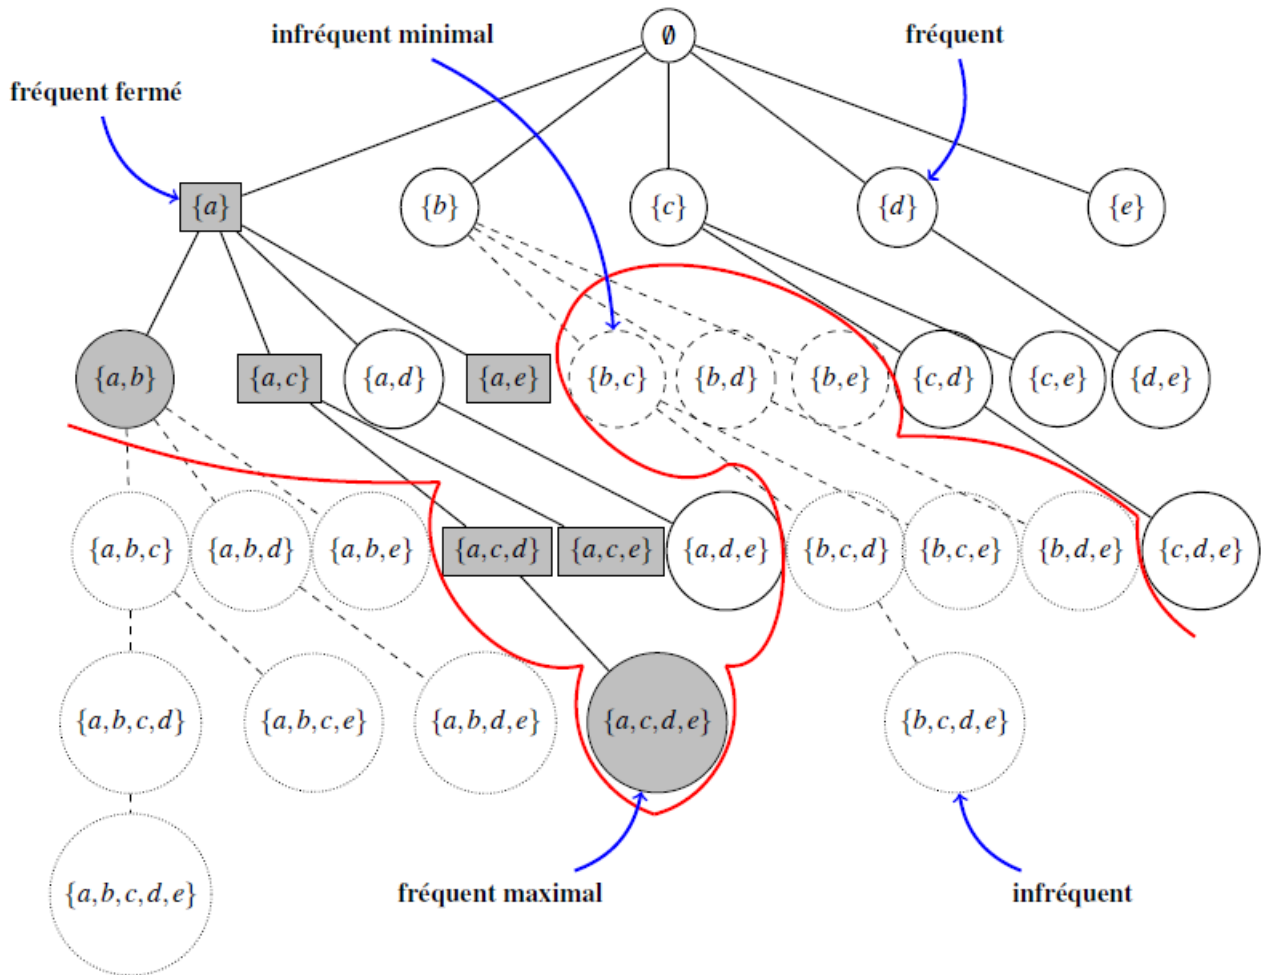 infréquent minimal
∅
fréquent
fréquent fermé
{a}
{b}
{c}
{d}
{e}
{a,b}
{a,c}
{a,d}
{a,e}
{b,c}
{b,d}
{b,e}
{c,d}
{c,e}
{d,e}
{a,b,c}
{a,b,d}
{a,b,e}
{a,c,d}
{a,c,e}
{a,d,e}
{b,c,d}
{b,c,e}
{b,d,e}
{c,d,e}
{a,b,c,d}
{a,b,c,e}
{a,b,d,e}
{a,c,d,e}
{b,c,d,e}
{a,b,c,d,e}
fréquent maximal
infréquent